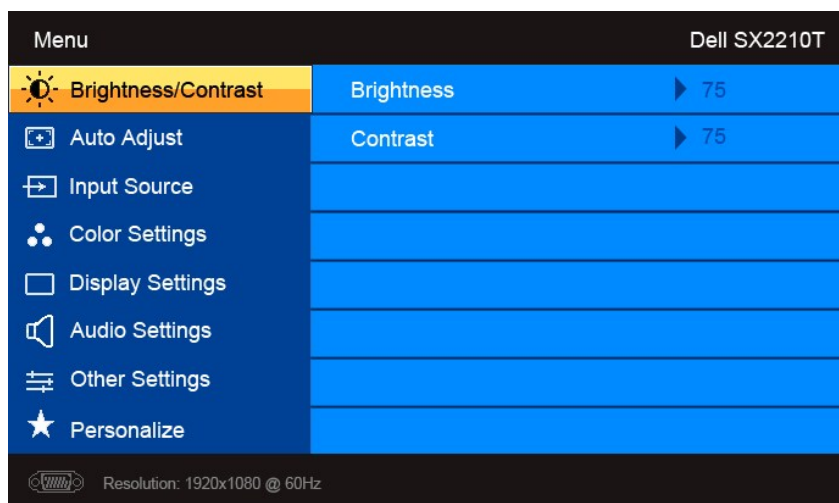 Menu Dell SX2210T
Brightness/Contrast Brightness 75
Auto Adjust Contrast 75
Input Source
Color Settings
Display Settings
Audio Settings
Other Settings
Personalize
Resolution: 1920x1080 @ 60Hz